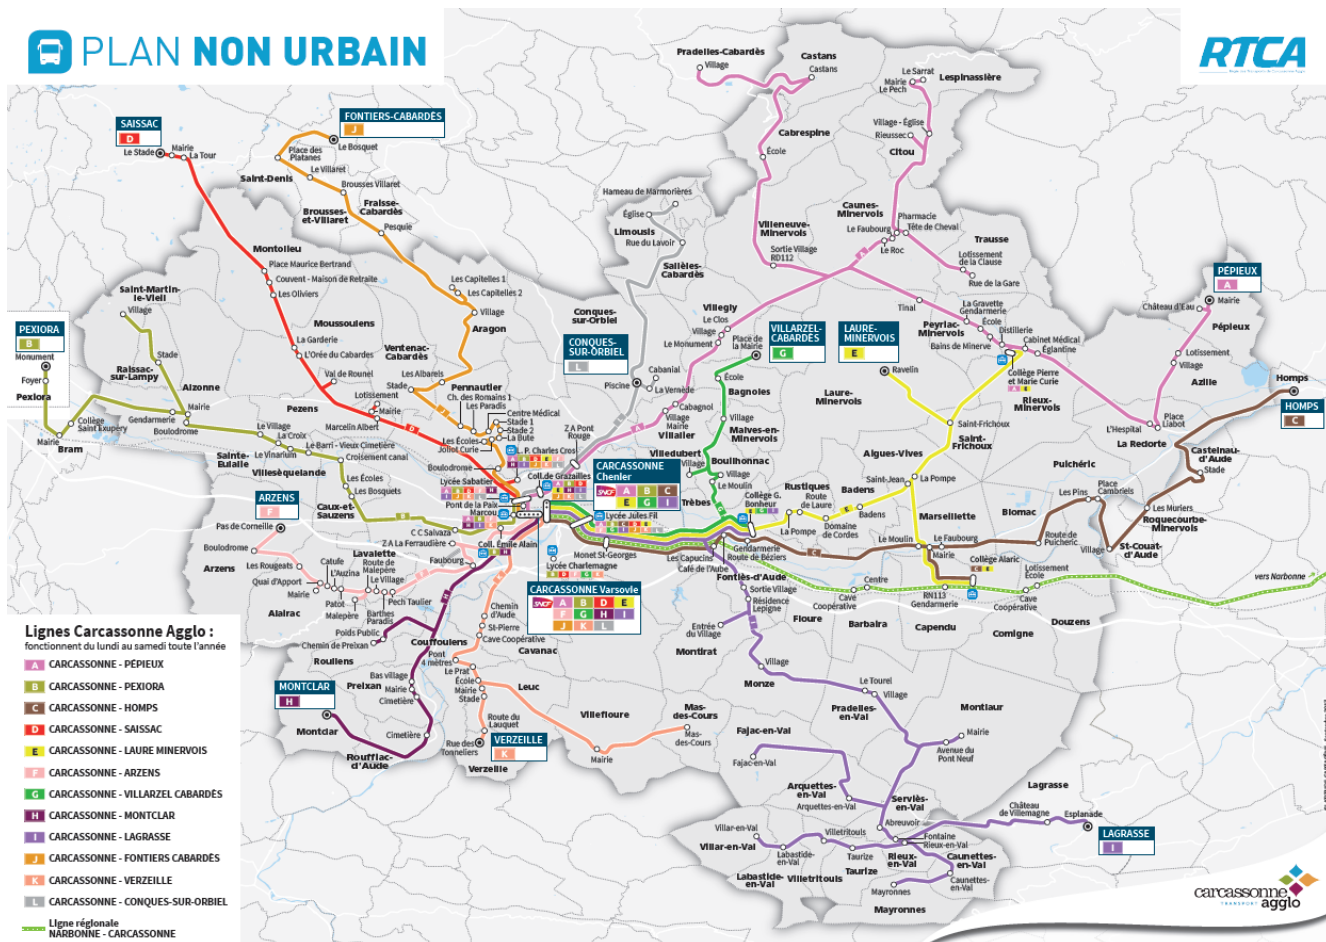 PLAN NON URBAIN
RTCA
Pradelles-Cabardès
Village
Castans
Castans
Le Sarrat
Mairie
Le Pech
Lespinassière
SAISSAC
D
Le Stade
Mairie
La Tour
FONTIERS-CABARDÈS
J
Le Bosquet
Place des
Platanes
Le Villaret
Saint-Denis
Brousses Villaret
Brousses-
et-Villaret
Fraisse-
Cabardès
Pesquie
Cabrespine
École
Village - Église
Rieussec
Citou
Hameau de Marmorières
Église
Limousis
Rue du Lavoir
Sallèles-
Cabardès
Villeneuve-
Minervois
Sortie Village
RD112
Caunes-
Minervois
Pharmacie
Tête de Cheval
Le Faubourg
Le Roc
Trausse
Lotissement
de la Clause
Rue de la Gare
Montolieu
Place Maurice Bertrand
Couvent - Maison de Retraite
Les Oliviers
Saint-Martin-
le-Vieil
Village
Moussoulens
La Garderie
L'Orée du Cabardes
Les Capitelles 1
Les Capitelles 2
Village
Aragon
Conques-
sur-Orbiel
Villegly
Le Clos
Village
Le Monument
A
Tinal
La Gravette
Gendarmerie
École
Peyriac-
Minervois
Distillerie
Bains de Minerve
Cabinet Médical
Églantine
PÉPIEUX
A
Château d'Eau
Mairie
Pépieux
Lotissement
Village
Azille
PEXIORA
B
Monument
Foyer
Pexiora
Stade
Raissac-
sur-Lampy
Alzonne
Ventenac-
Cabardès
Val de Rounel
Lotissement
Mairie
Marcelin Albert
Les Albarels
Stade
Pennautier
Ch. des Romains 1
Les Paradis
CONQUES-
SUR-ORBIEL
L
Piscine
Cabanial
La Vernède
Place de
la Mairie
VILLARZEL-
CABARDÈS
G
LAURE-
MINERVOIS
E
Ravelin
Collège Pierre
et Marie Curie
A E
Rieux-
Minervois
Homps
HOMPS
C
Pezens
Collège
Saint Exupery
Mairie
Bram
Gendarmerie
Mairie
Boulodrome
Centre Médical
Stade 1
Stade 2
La Bute
Les Écoles
Joliot Curie
L. P. Charles Cros
Z A Pont
Rouge
Cabagnol
Village
Mairie
Villalier
École
Bagnoles
Village
Malves-en-
Minervois
Laure-
Minervois
Saint-Frichoux
Saint-
Frichoux
L'Hospital
Place
Liabot
La Redorte
Castelnau-
d'Aude
Stade
Le Village
La Croix
Le Vinarium
Sainte-
Eulalie
Le Barri - Vieux Cimetière
Croisement canal
Villesèquelande
Les Écoles
Les Bosquets
Boulodrome
Coll.de Grazailles
Lycée Sabatier
CARCASSONNE
Chenier
SNCF A B C
E G I
Villedubert
Village
Bouilhonnac
Village
Le Moulin
Aigues-Vives
Saint-Jean
La Pompe
Puichéric
Place
Cambriels
Les Pins
Blomac
Les Muriers
Roquecourbe-
Minervois
ARZENS
F
Pas de Corneille
Caux-et-
Sauzens
Pont de la Paix
Marcou
Lycée Jules Fil
Trèbes
Collège G.
Bonheur
Rustiques
Route
de Laure
Badens
Badens
La Pompe
Domaine
de Cordes
Marseillette
Le Moulin
Le Faubourg
Mairie
Route de
Puicheric
Village
St-Couat-
d'Aude
C C Salvaza
Z A La Ferraudière
Coll. Émile Alain
B H
Boulodrome
Les Rougeats
Arzens
Lavalette
Catufe
L'Auzina
Route de
Malepère
Le Village
Faubourg
Quai d'Apport
Mairie
Patot
Malepère
Barthes
Paradis
Pech Taulier
Alairac
Poids Public
Chemin de Preixan
Monet St-Georges
Lycée Charlemagne
CARCASSONNE Varsovie
SNCF A B D E
F G H I
J K L
Les Capucins
Café de l'Aube
Gendarmerie
Route de Béziers
Fontiès-d'Aude
Sortie Village
Résidence
Lepigne
Entrée
du Village
Montirat
Collège Alaric
C E
Lotissement
École
Centre
Cave
Coopérative
Floure
Barbaira
RN113
Gendarmerie
Capendu
Cave
Coopérative
Comigne
Douzens
vers Narbonne
Chemin
d'Aude
St-Pierre
Cave Coopérative
Couffoulens
Cavanac
Pont
4 mètres
Le Prat
École
Mairie
Stade
Leuc
Rouliens
Preixan
Bas village
Mairie
Cimetière
Village
Monze
Le Tourel
Village
Pradelles-
en-Val
Montlaur
Mairie
Avenue du
Pont Neuf
MONTCLAR
H
Montclar
Cimetière
Rouffiac-
d'Aude
Route du
Lauquet
Rue des
Tonneliers
VERZEILLE
K
Verzeille
Villefloure
Mairie
Mas-
des-Cours
Mas-
des-Cours
Fajac-en-Val
Fajac-en-Val
Arquettes-
en-Val
Arquettes-en-Val
Serviès-
en-Val
Abreuvoir
Lagrasse
Château
de Villemagne
Esplanade
LAGRASSE
I
Villar-en-Val
Villar-en-Val
Villetritouls
Labastide-
en-Val
Taurize
Fontaine
Rieux-en-Val
Rieux-
en-Val
Caunettes-
en-Val
Caunettes-
en-Val
Labastide-
en-Val
Villetritouls
Taurize
Mayronnes
Mayronnes
Lignes Carcassonne Agglo :
fonctionnent du lundi au samedi toute l'année
A CARCASSONNE - PÉPIEUX
B CARCASSONNE - PEXIORA
C CARCASSONNE - HOMPS
D CARCASSONNE - SAISSAC
E CARCASSONNE - LAURE MINERVOIS
F CARCASSONNE - ARZENS
G CARCASSONNE - VILLARZEL CABARDÈS
H CARCASSONNE - MONTCLAR
I CARCASSONNE - LAGRASSE
J CARCASSONNE - FONTIERS CABARDÈS
K CARCASSONNE - VERZEILLE
L CARCASSONNE - CONQUES-SUR-ORBIEL
Ligne régionale
NARBONNE - CARCASSONNE
carcassonne
TRANSPORT agglo